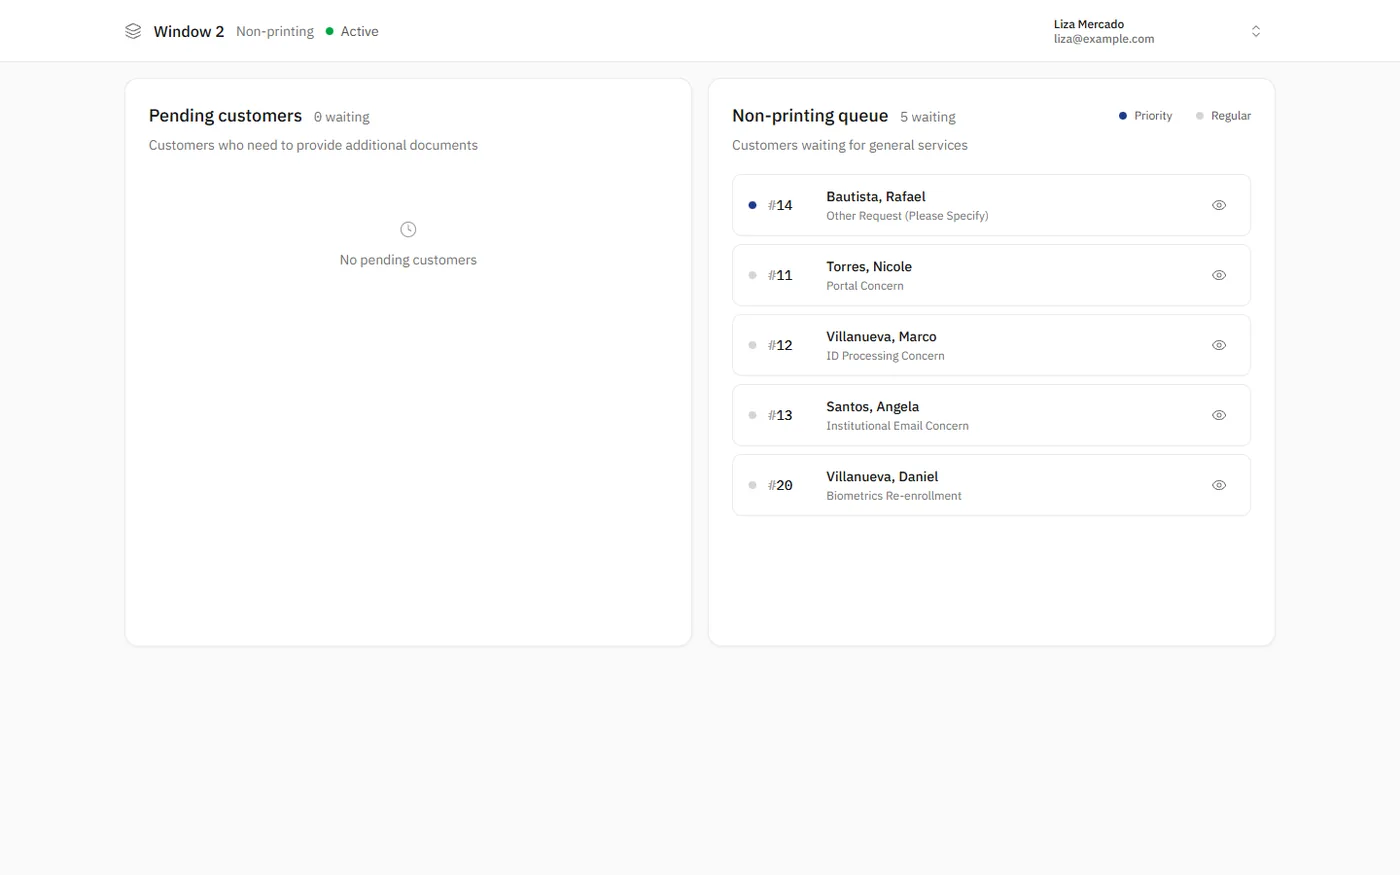 Window 2 Non-printing Active
Liza Mercado
liza@example.com
Pending customers 0 waiting
Customers who need to provide additional documents
No pending customers
Non-printing queue 5 waiting Priority Regular
Customers waiting for general services
#14 Bautista, Rafael
Other Request (Please Specify)
#11 Torres, Nicole
Portal Concern
#12 Villanueva, Marco
ID Processing Concern
#13 Santos, Angela
Institutional Email Concern
#20 Villanueva, Daniel
Biometrics Re-enrollment